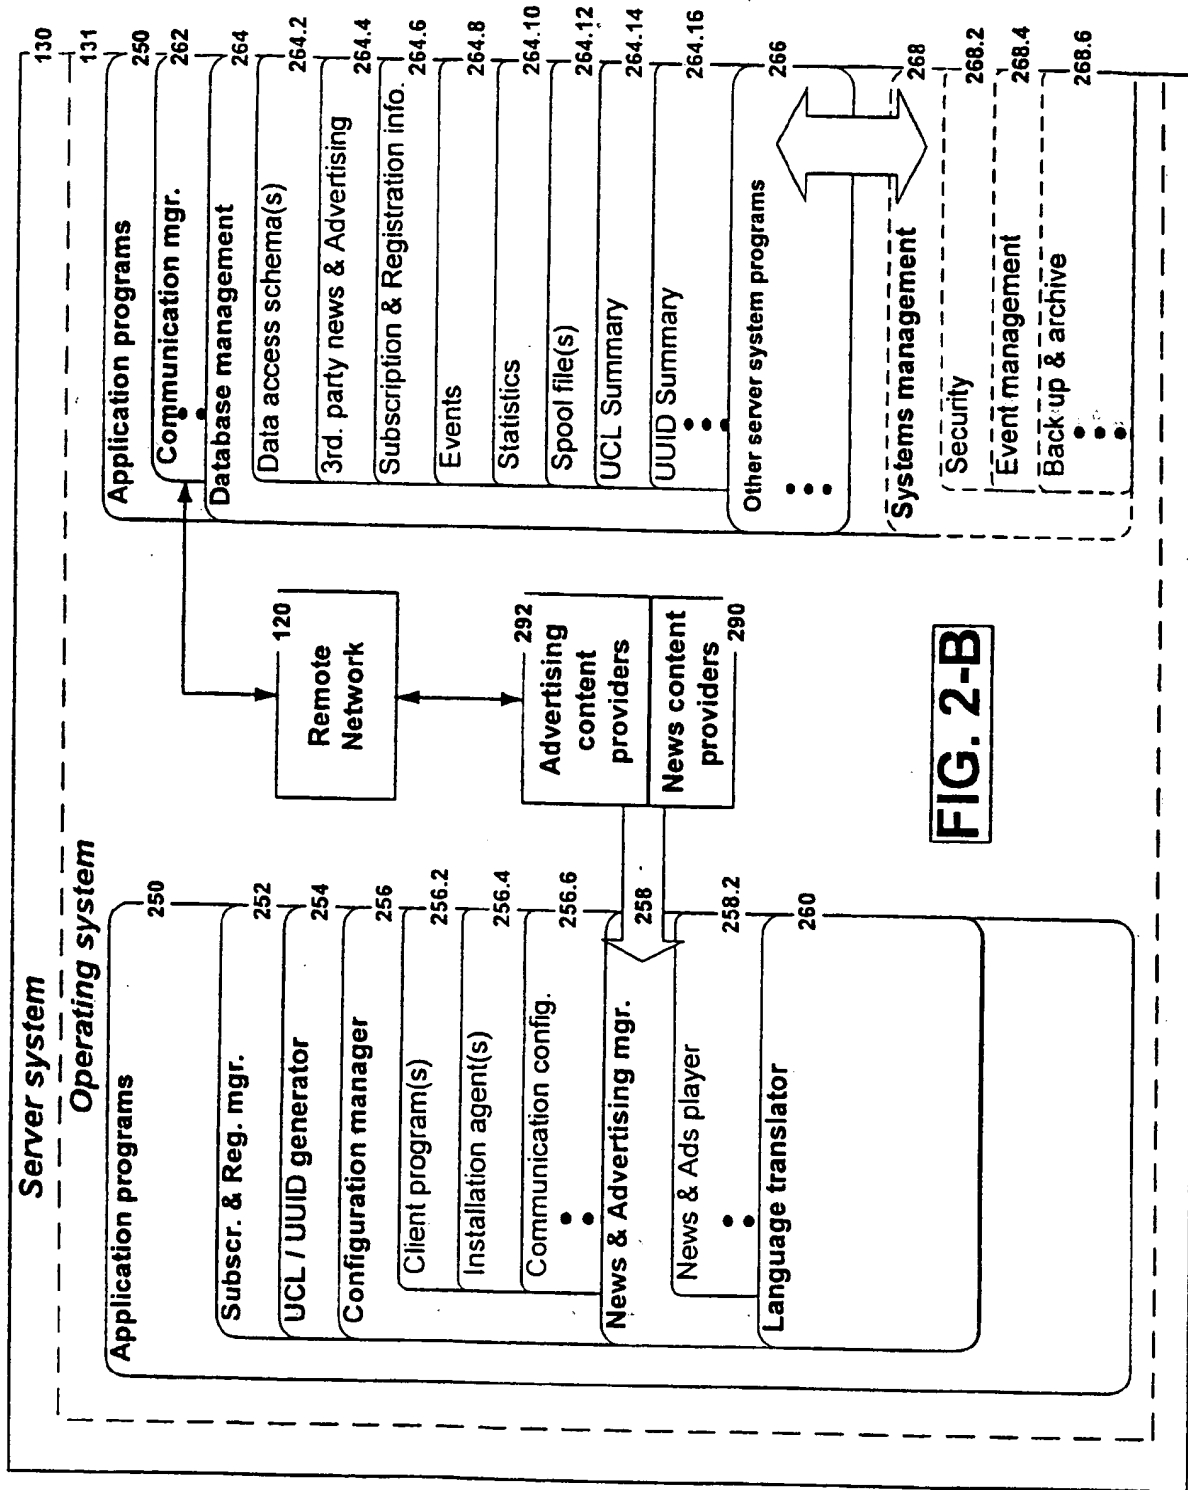 Server system
130
Operating system
131
Application programs
250
Subscr. & Reg. mgr.
252
UCL / UUID generator
254
Configuration manager
256
Client program(s)
256.2
Installation agent(s)
256.4
Communication config.
256.6
News & Advertising mgr.
258
News & Ads player
258.2
Language translator
260
Remote
Network
120
Advertising
content
providers
292
News content
providers
290
Application programs
250
Communication mgr.
262
Database management
264
Data access schema(s)
264.2
3rd. party news & Advertising
264.4
Subscription & Registration info.
264.6
Events
264.8
Statistics
264.10
Spool file(s)
264.12
UCL Summary
264.14
UUID Summary
264.16
Other server system programs
266
Systems management
268
Security
268.2
Event management
268.4
Back up & archive
268.6
FIG. 2-B